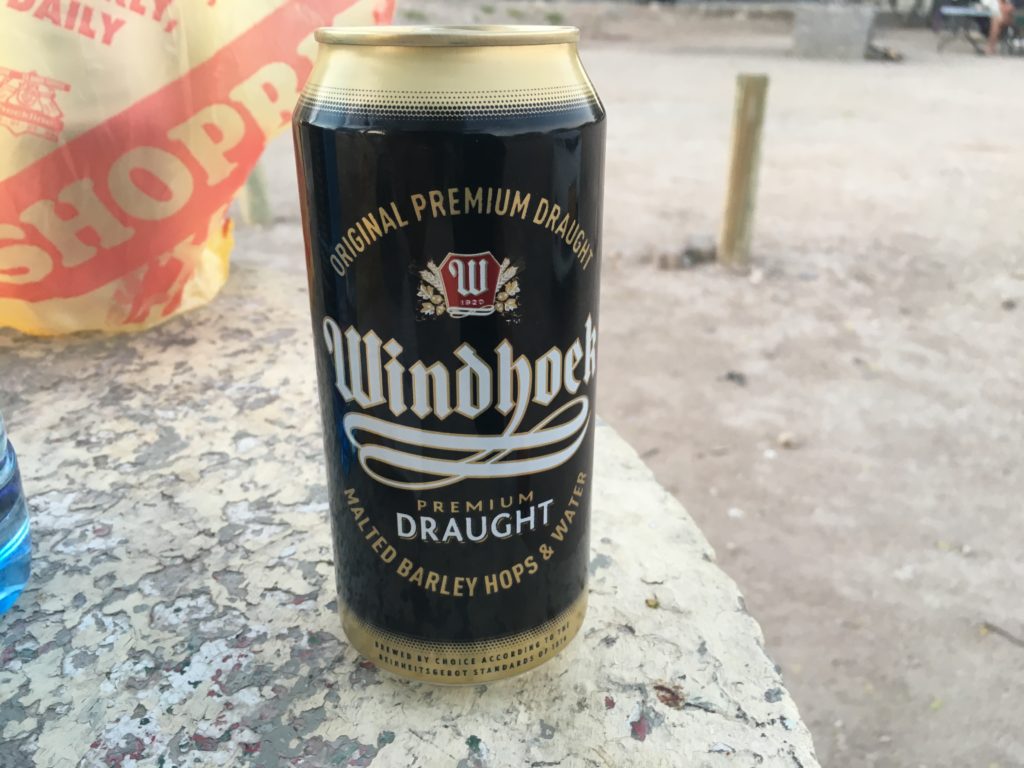 DAILY
SHOPR
ORIGINAL PREMIUM DRAUGHT
W
1920
Windhoek
PREMIUM
DRAUGHT
MALTED BARLEY HOPS & WATER
BREWED BY CHOICE ACCORDING TO THE
REINHEITSGEBOT STANDARDS OF